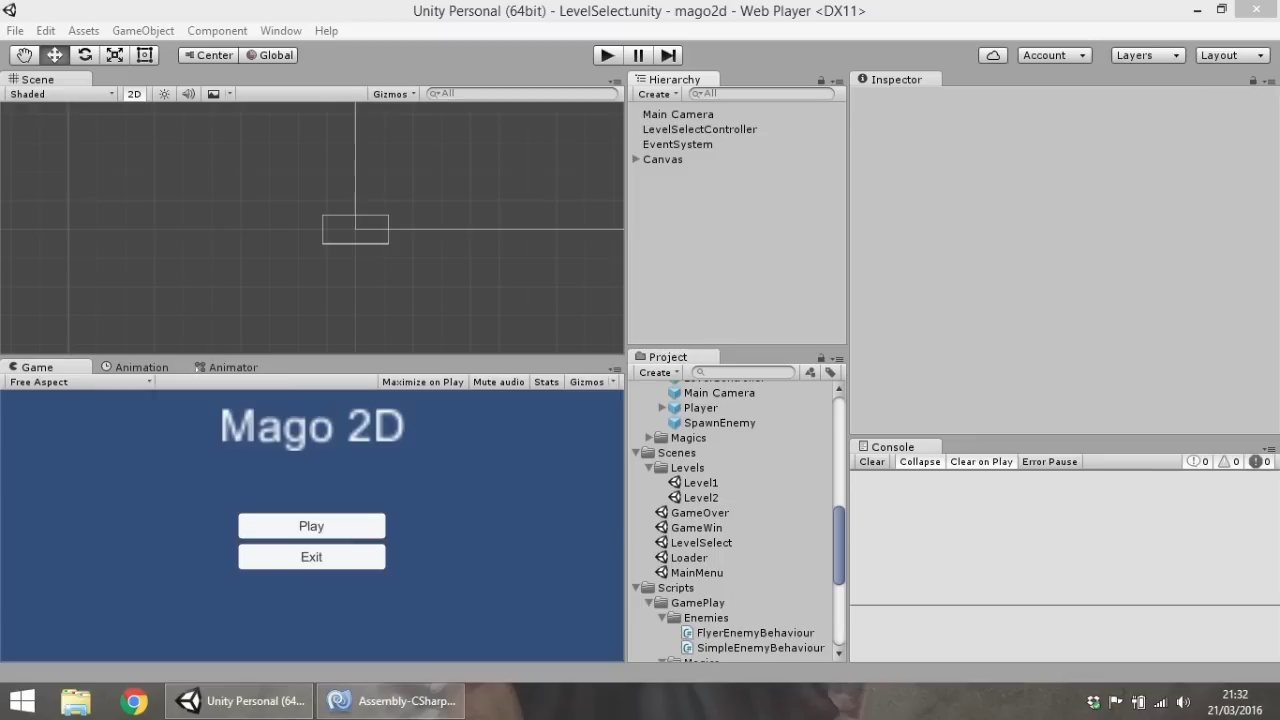 Unity Personal (64bit) - LevelSelect.unity - mago2d - Web Player <DX11>
File Edit Assets GameObject Component Window Help
Center Global Account Layers Layout
Scene
Shaded 2D Gizmos All
Hierarchy
Create All
Main Camera
LevelSelectController
EventSystem
Canvas
Inspector
Game Animation Animator
Free Aspect Maximize on Play Mute audio Stats Gizmos
Mago 2D
Play
Exit
Project
Create
Main Camera
Player
SpawnEnemy
Magics
Scenes
Levels
Level1
Level2
GameOver
GameWin
LevelSelect
Loader
MainMenu
Scripts
GamePlay
Enemies
FlyerEnemyBehaviour
SimpleEnemyBehaviour
Console
Clear Collapse Clear on Play Error Pause 0 0 0
Unity Personal (64... Assembly-CSharp...
21:32
21/03/2016